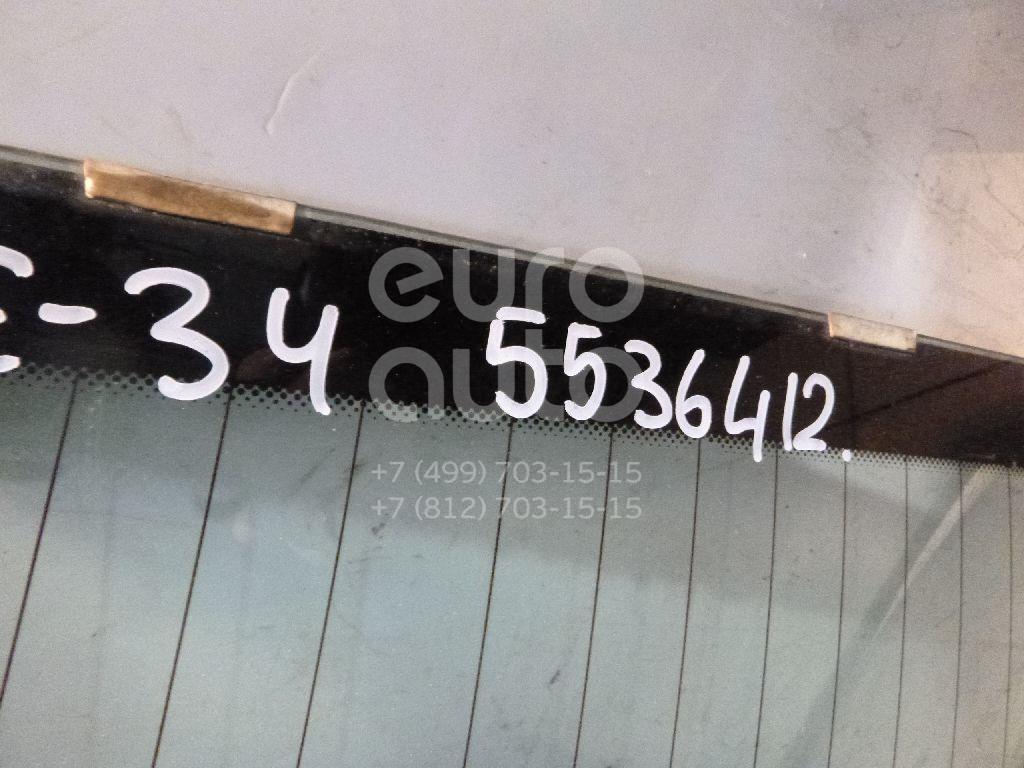 E-34 5536412.
euro
auto
+7 (499) 703-15-15
+7 (812) 703-15-15